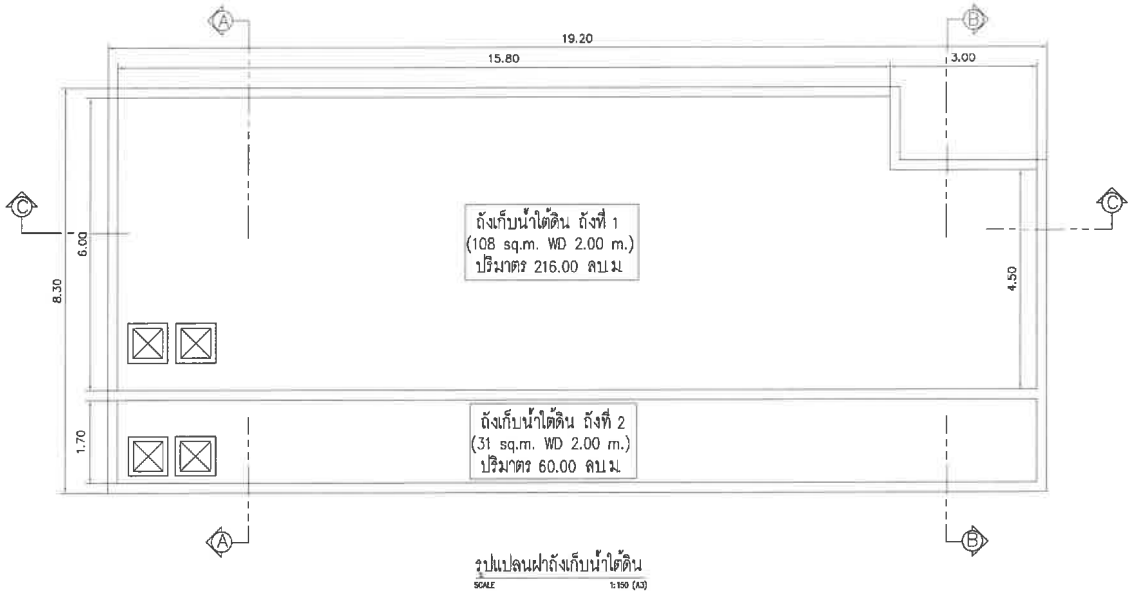 A
B
19.20
15.80
3.00
C
C
6.00
8.30
4.50
ถังเก็บน้ำใต้ดิน ถังที่ 1
(108 sq.m. WD 2.00 m.)
ปริมาตร 216.00 ลบ.ม.
1.70
ถังเก็บน้ำใต้ดิน ถังที่ 2
(31 sq.m. WD 2.00 m.)
ปริมาตร 60.00 ลบ.ม.
A
B
รูปแปลนฝาถังเก็บน้ำใต้ดิน
SCALE 1:150 (A3)